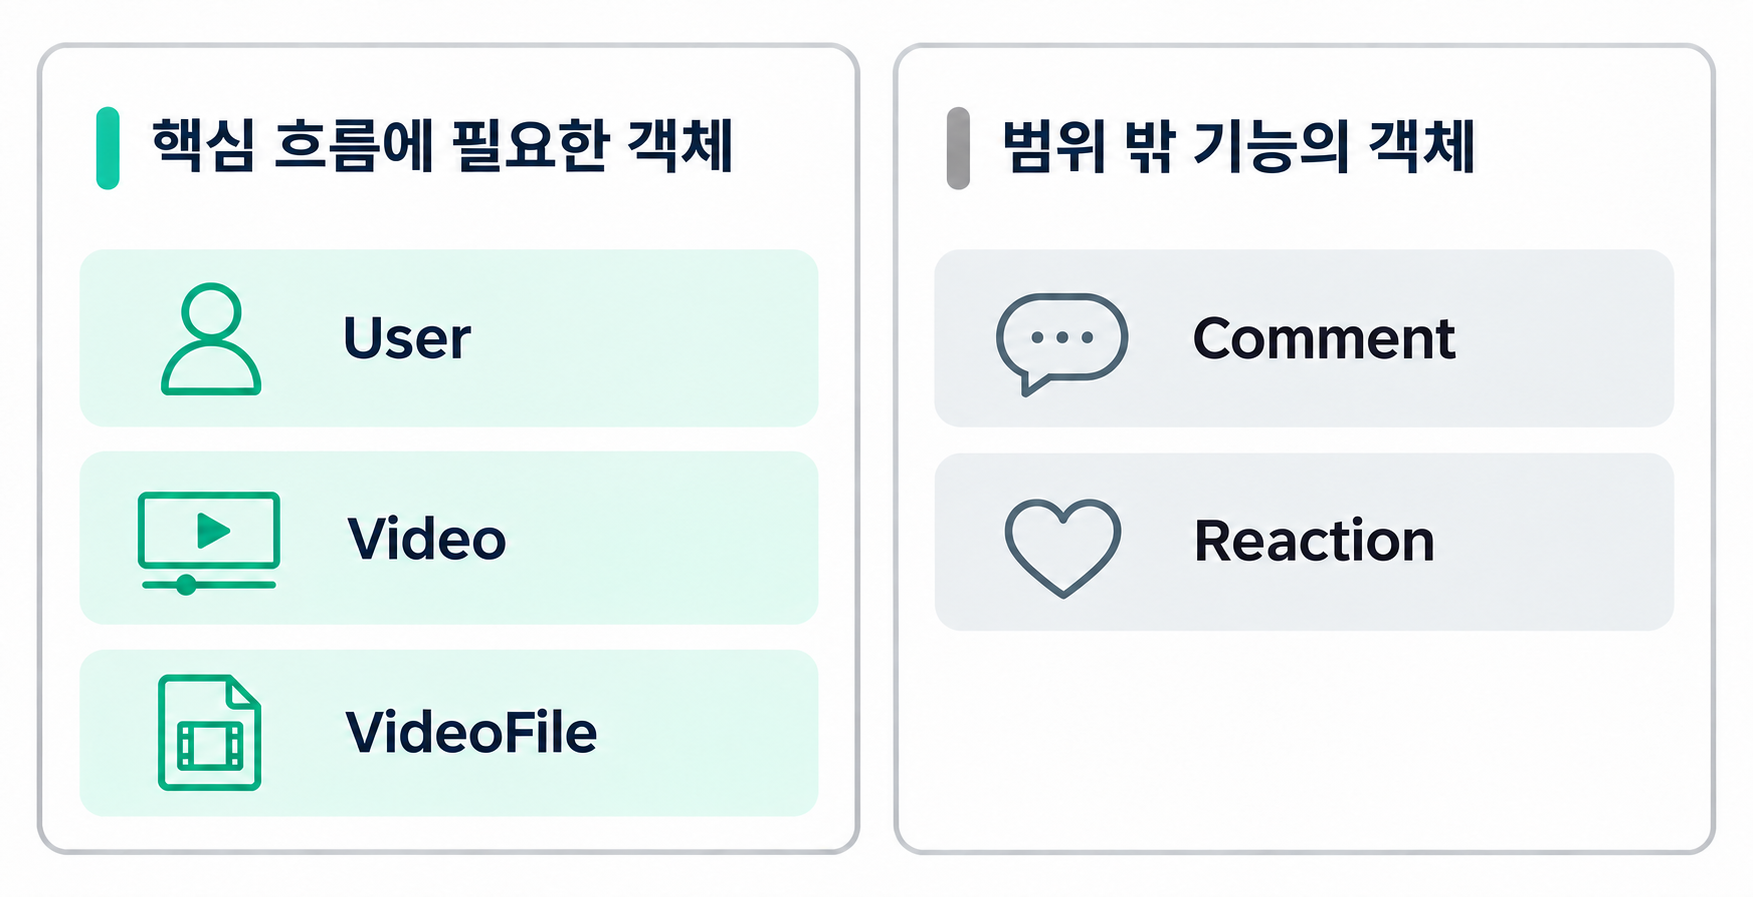 핵심 흐름에 필요한 객체
User
Video
VideoFile
범위 밖 기능의 객체
Comment
Reaction